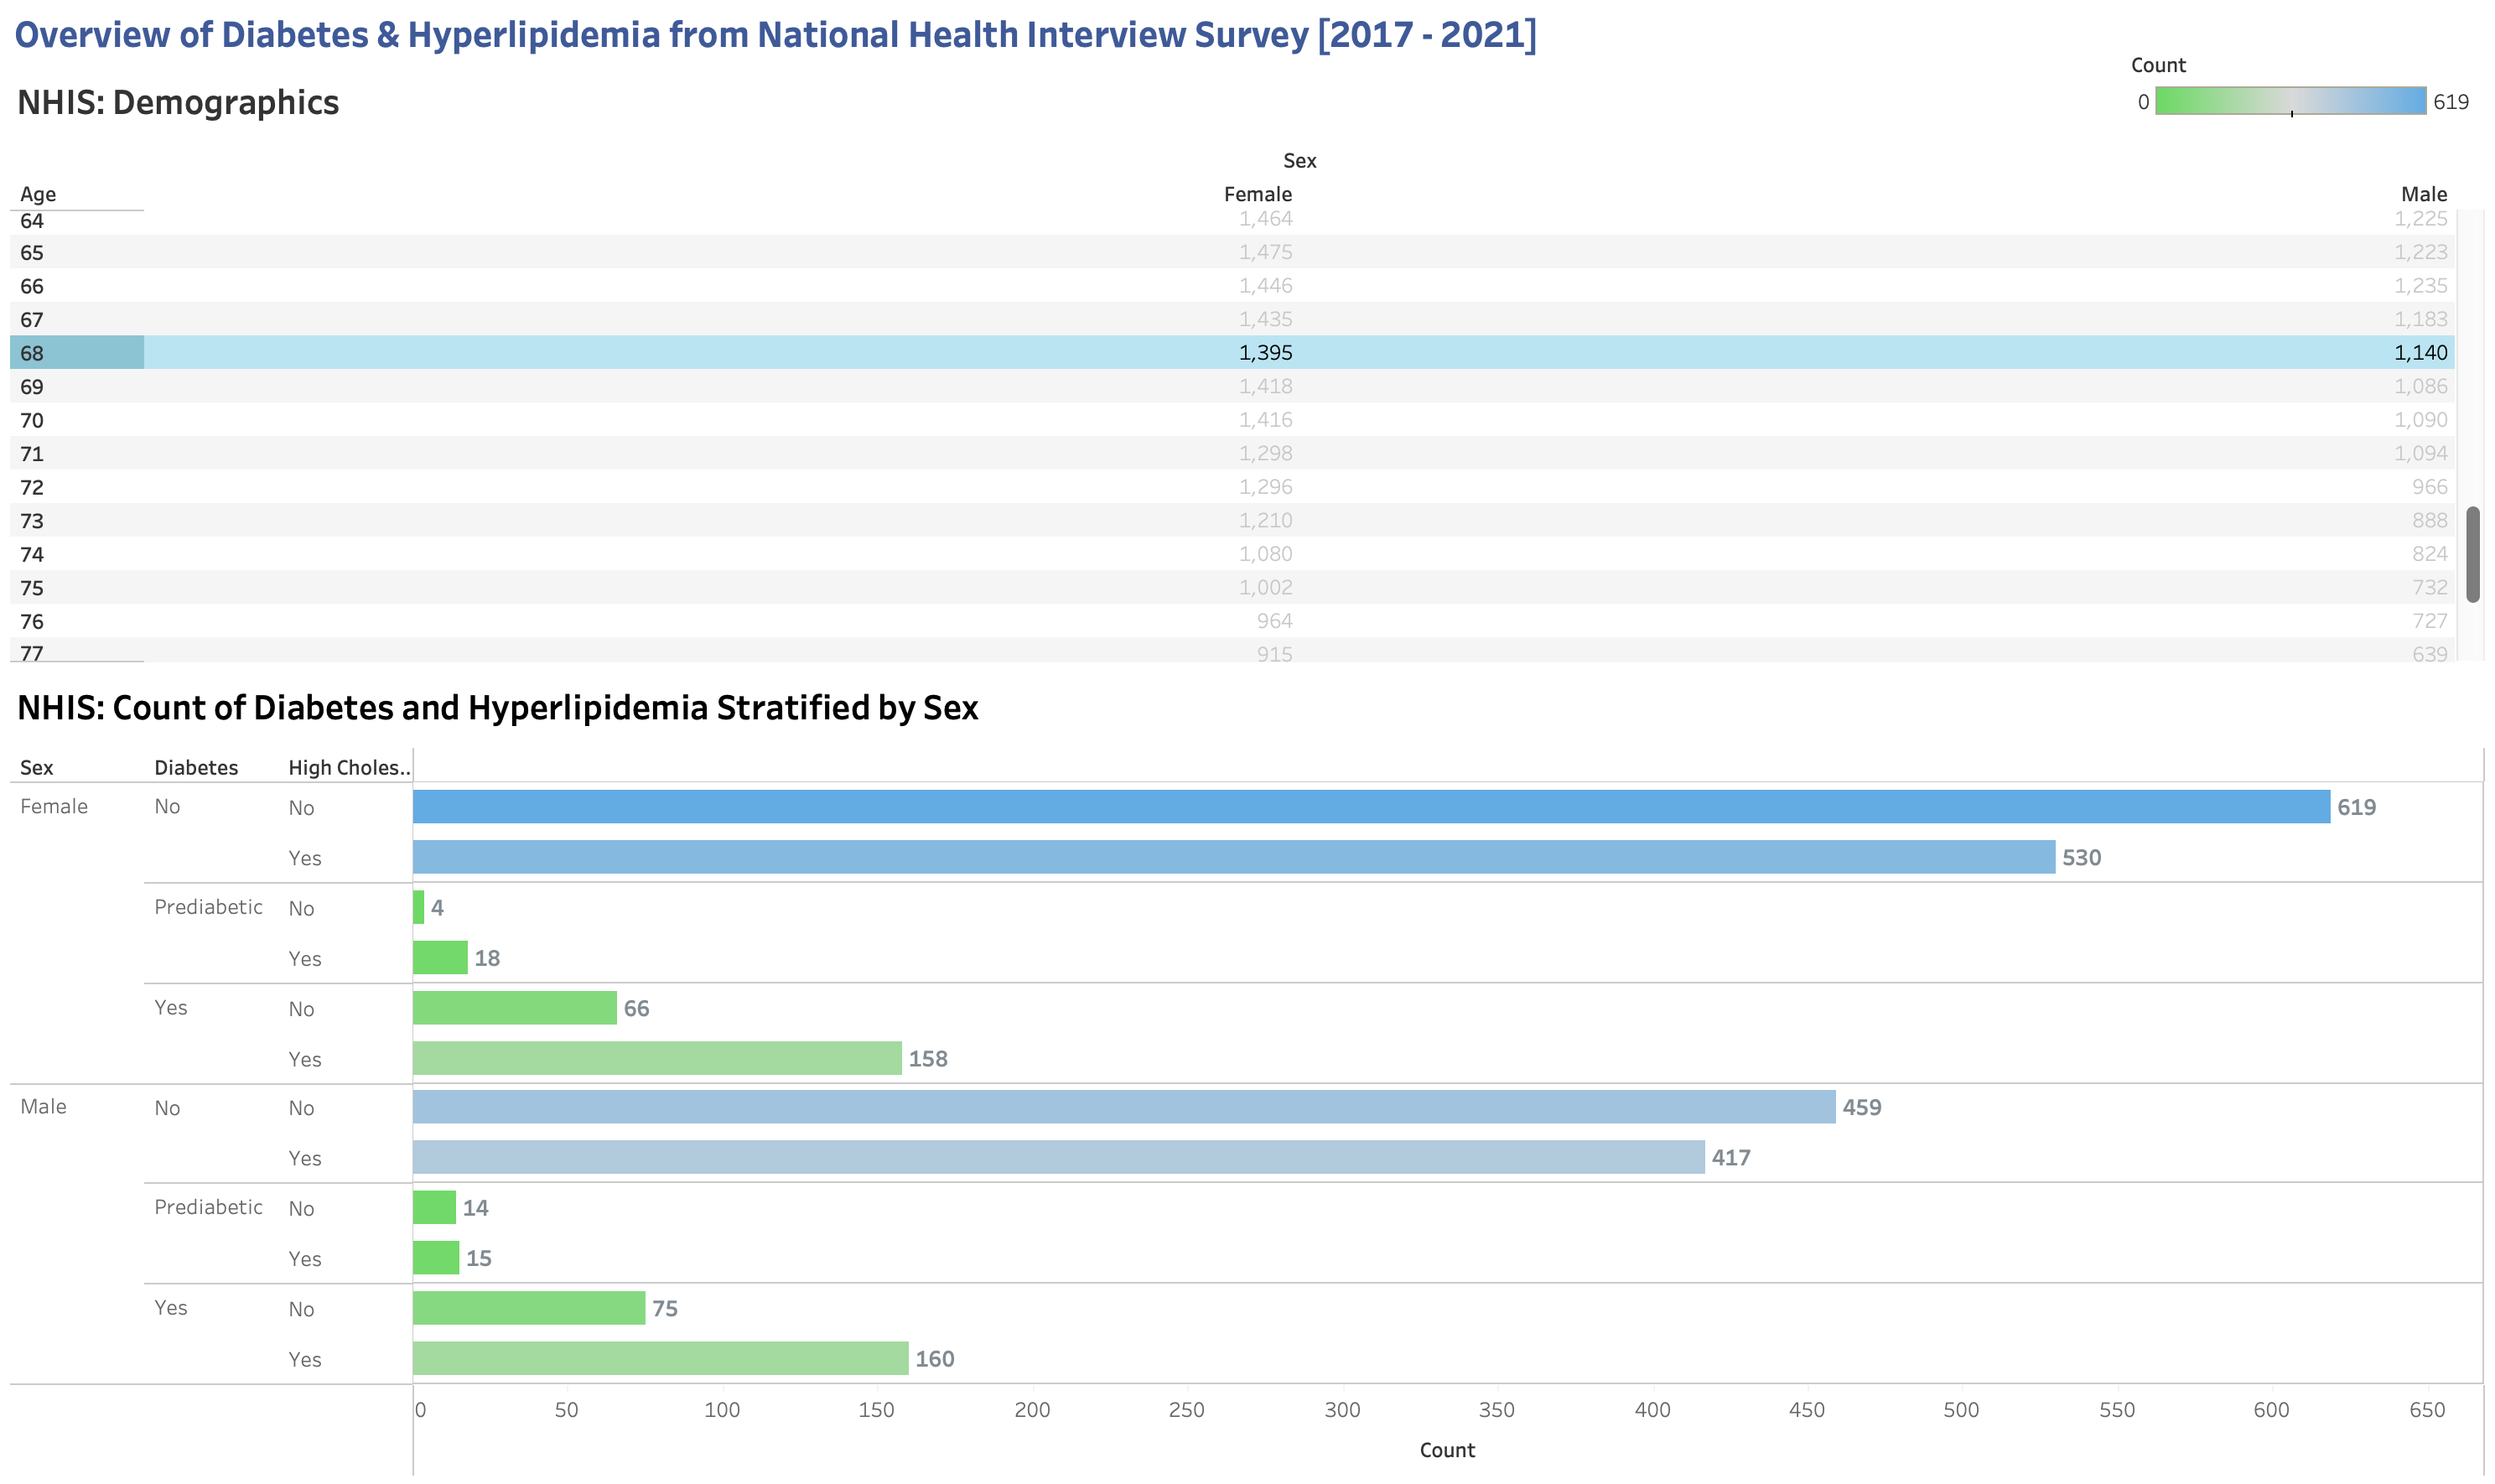 Overview of Diabetes & Hyperlipidemia from National Health Interview Survey [2017 - 2021]
Count
0 619
NHIS: Demographics
Sex
Age Female Male
64 1,464 1,225
65 1,475 1,223
66 1,446 1,235
67 1,435 1,183
68 1,395 1,140
69 1,418 1,086
70 1,416 1,090
71 1,298 1,094
72 1,296 966
73 1,210 888
74 1,080 824
75 1,002 732
76 964 727
77 915 639
NHIS: Count of Diabetes and Hyperlipidemia Stratified by Sex
Sex Diabetes High Choles..
Female No No 619
Yes 530
Prediabetic No 4
Yes 18
Yes No 66
Yes 158
Male No No 459
Yes 417
Prediabetic No 14
Yes 15
Yes No 75
Yes 160
0 50 100 150 200 250 300 350 400 450 500 550 600 650
Count